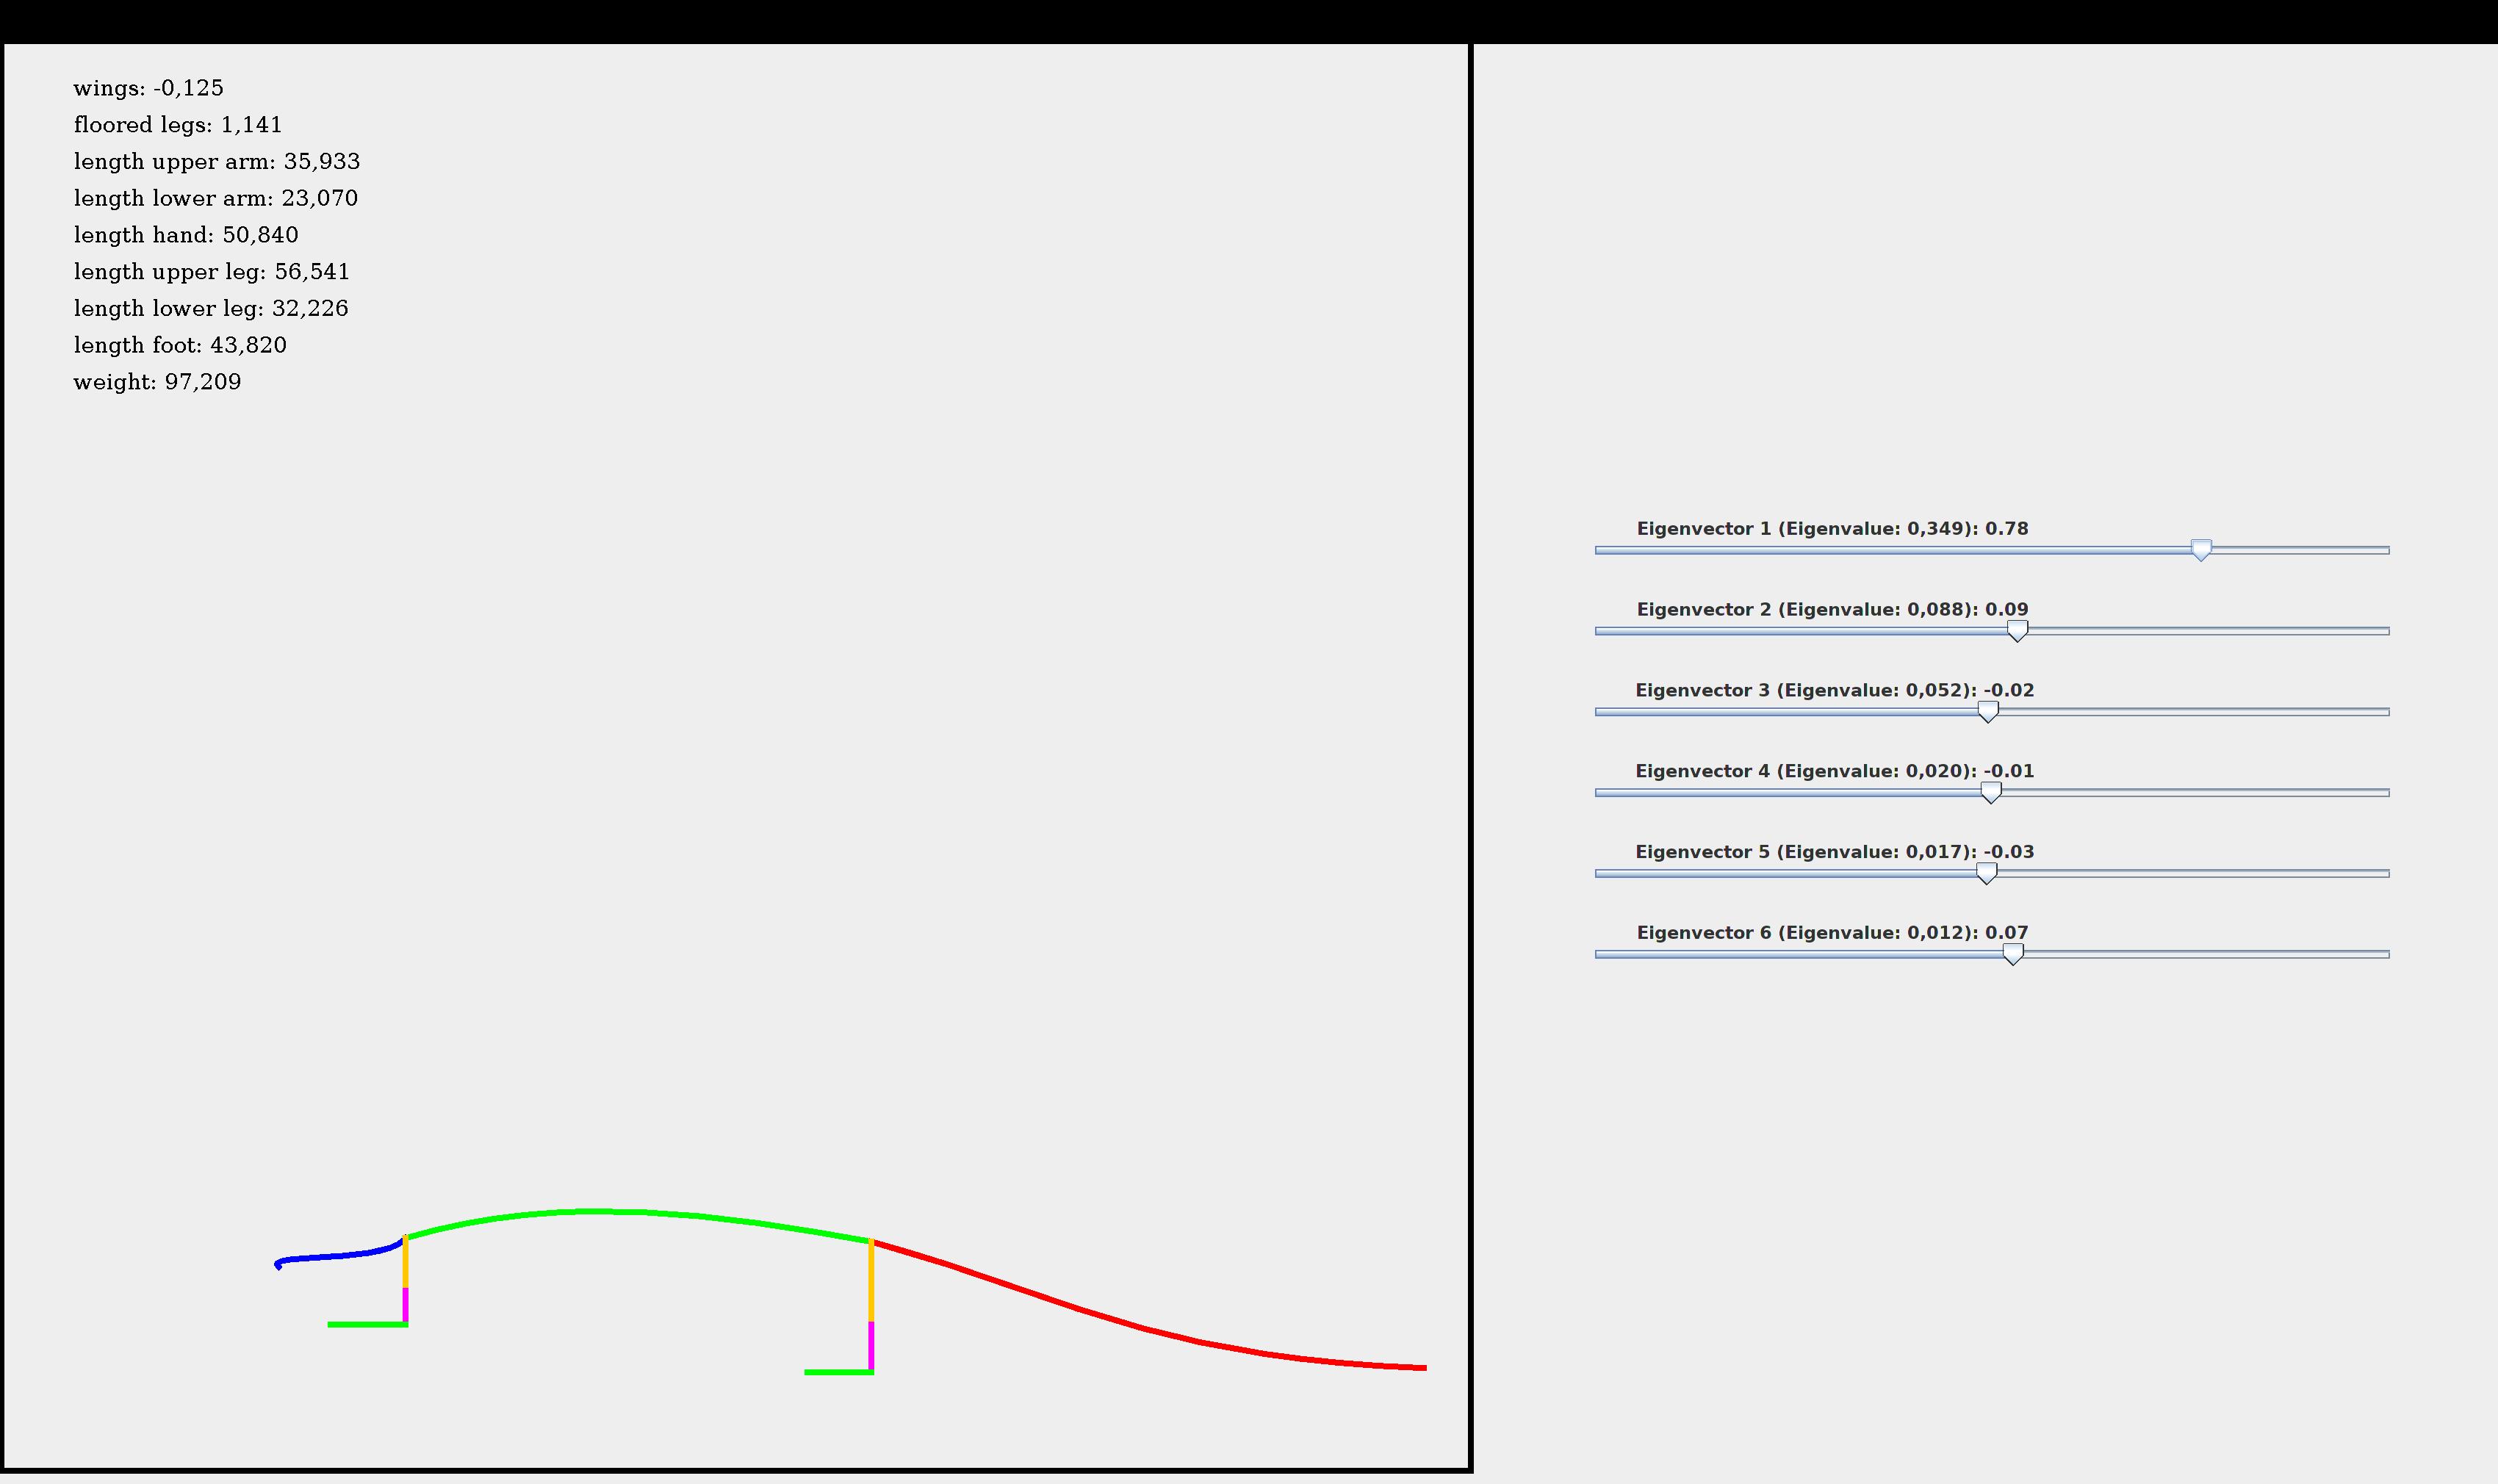 wings: -0,125
floored legs: 1,141
length upper arm: 35,933
length lower arm: 23,070
length hand: 50,840
length upper leg: 56,541
length lower leg: 32,226
length foot: 43,820
weight: 97,209
Eigenvector 1 (Eigenvalue: 0,349): 0.78
Eigenvector 2 (Eigenvalue: 0,088): 0.09
Eigenvector 3 (Eigenvalue: 0,052): -0.02
Eigenvector 4 (Eigenvalue: 0,020): -0.01
Eigenvector 5 (Eigenvalue: 0,017): -0.03
Eigenvector 6 (Eigenvalue: 0,012): 0.07